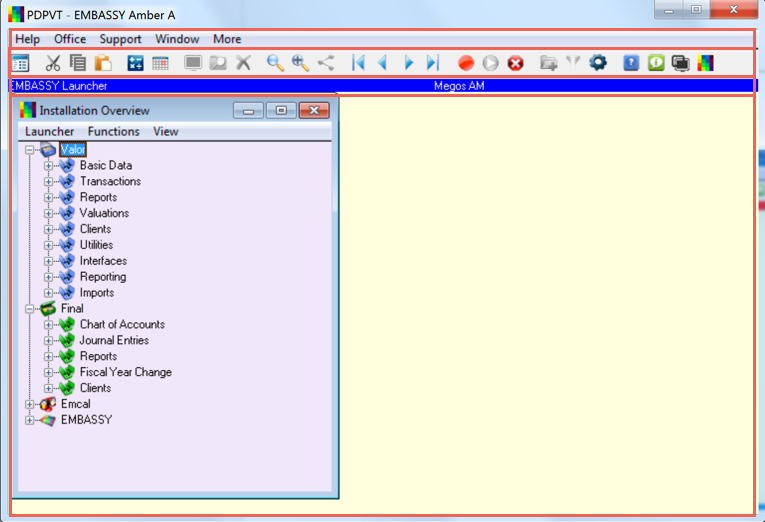 PDPVT - EMBASSY Amber A
Help Office Support Window More
EMBASSY Launcher Megos AM
Installation Overview
Launcher Functions View
Valor
Basic Data
Transactions
Reports
Valuations
Clients
Utilities
Interfaces
Reporting
Imports
Final
Chart of Accounts
Journal Entries
Reports
Fiscal Year Change
Clients
Emcal
EMBASSY